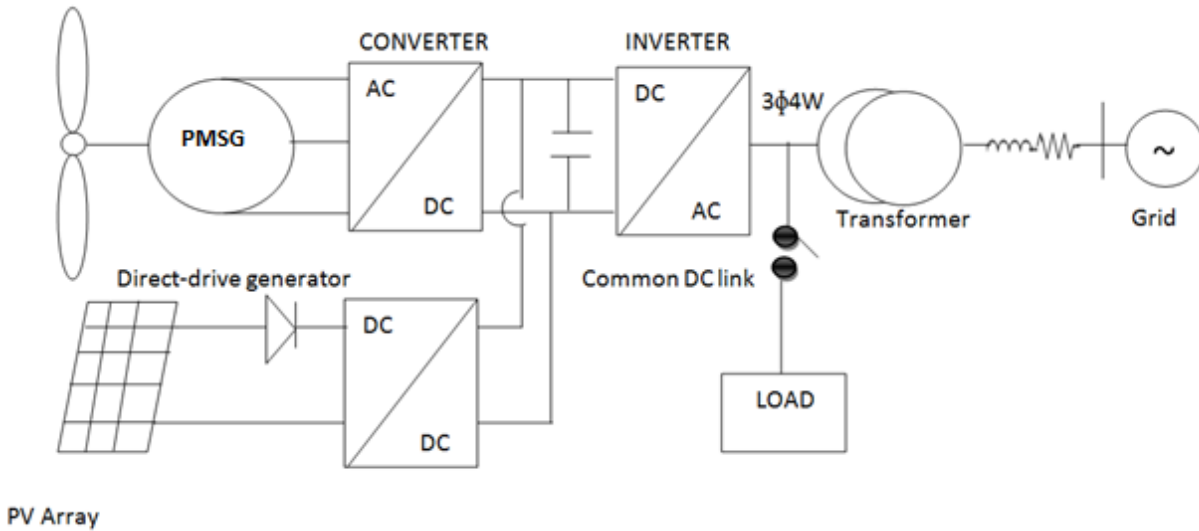 CONVERTER
INVERTER
AC
DC
3ϕ4W
PMSG
~
DC
AC
Transformer
Grid
Direct-drive generator
Common DC link
DC
LOAD
DC
PV Array